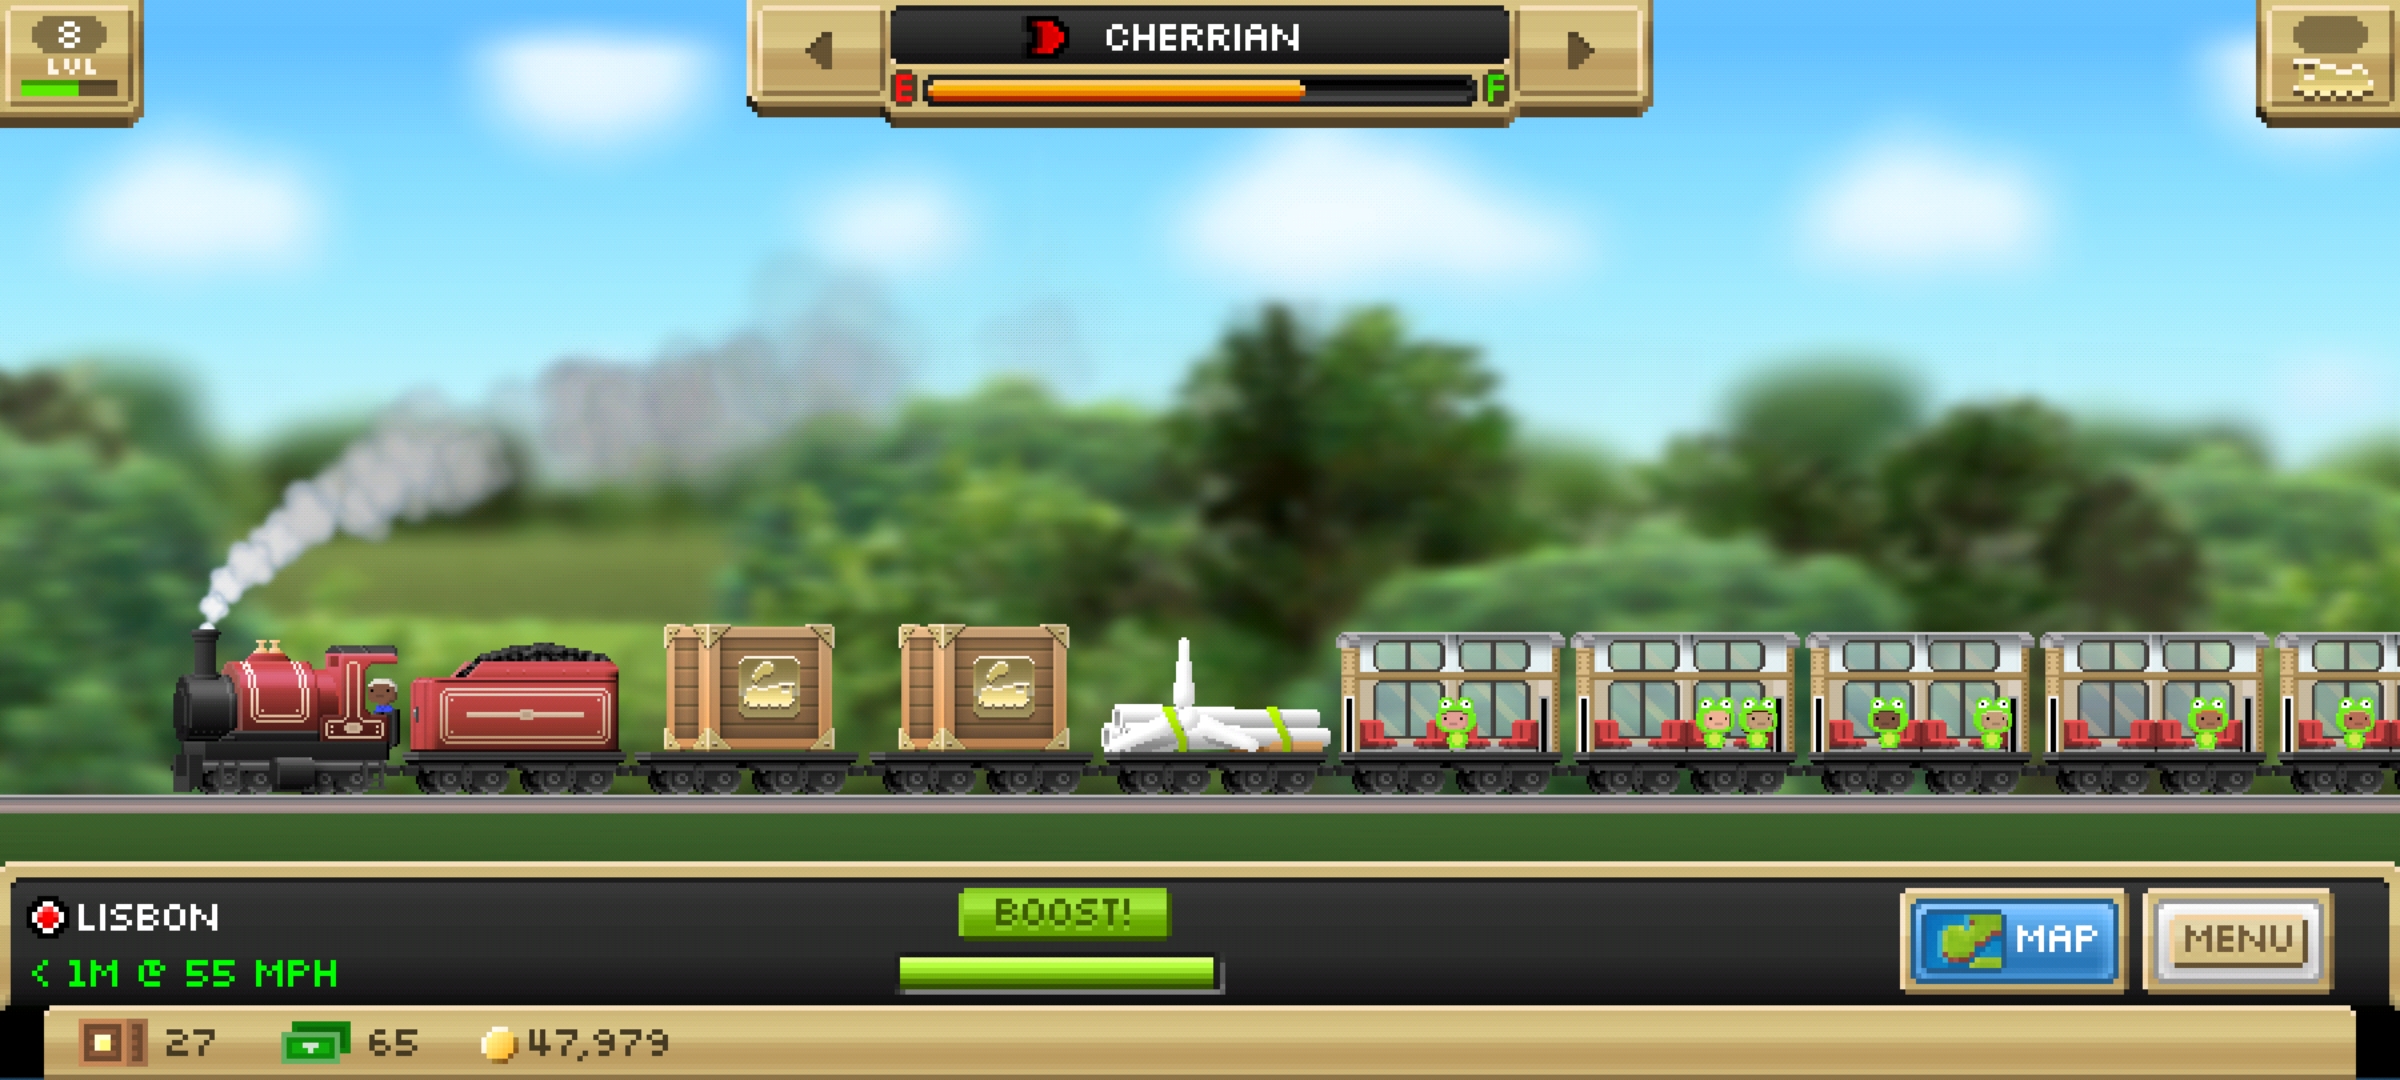 8
LVL
CHERRIAN
E F
LISBON
BOOST!
< 1M @ 55 MPH
MAP
MENU
27 65 47,979